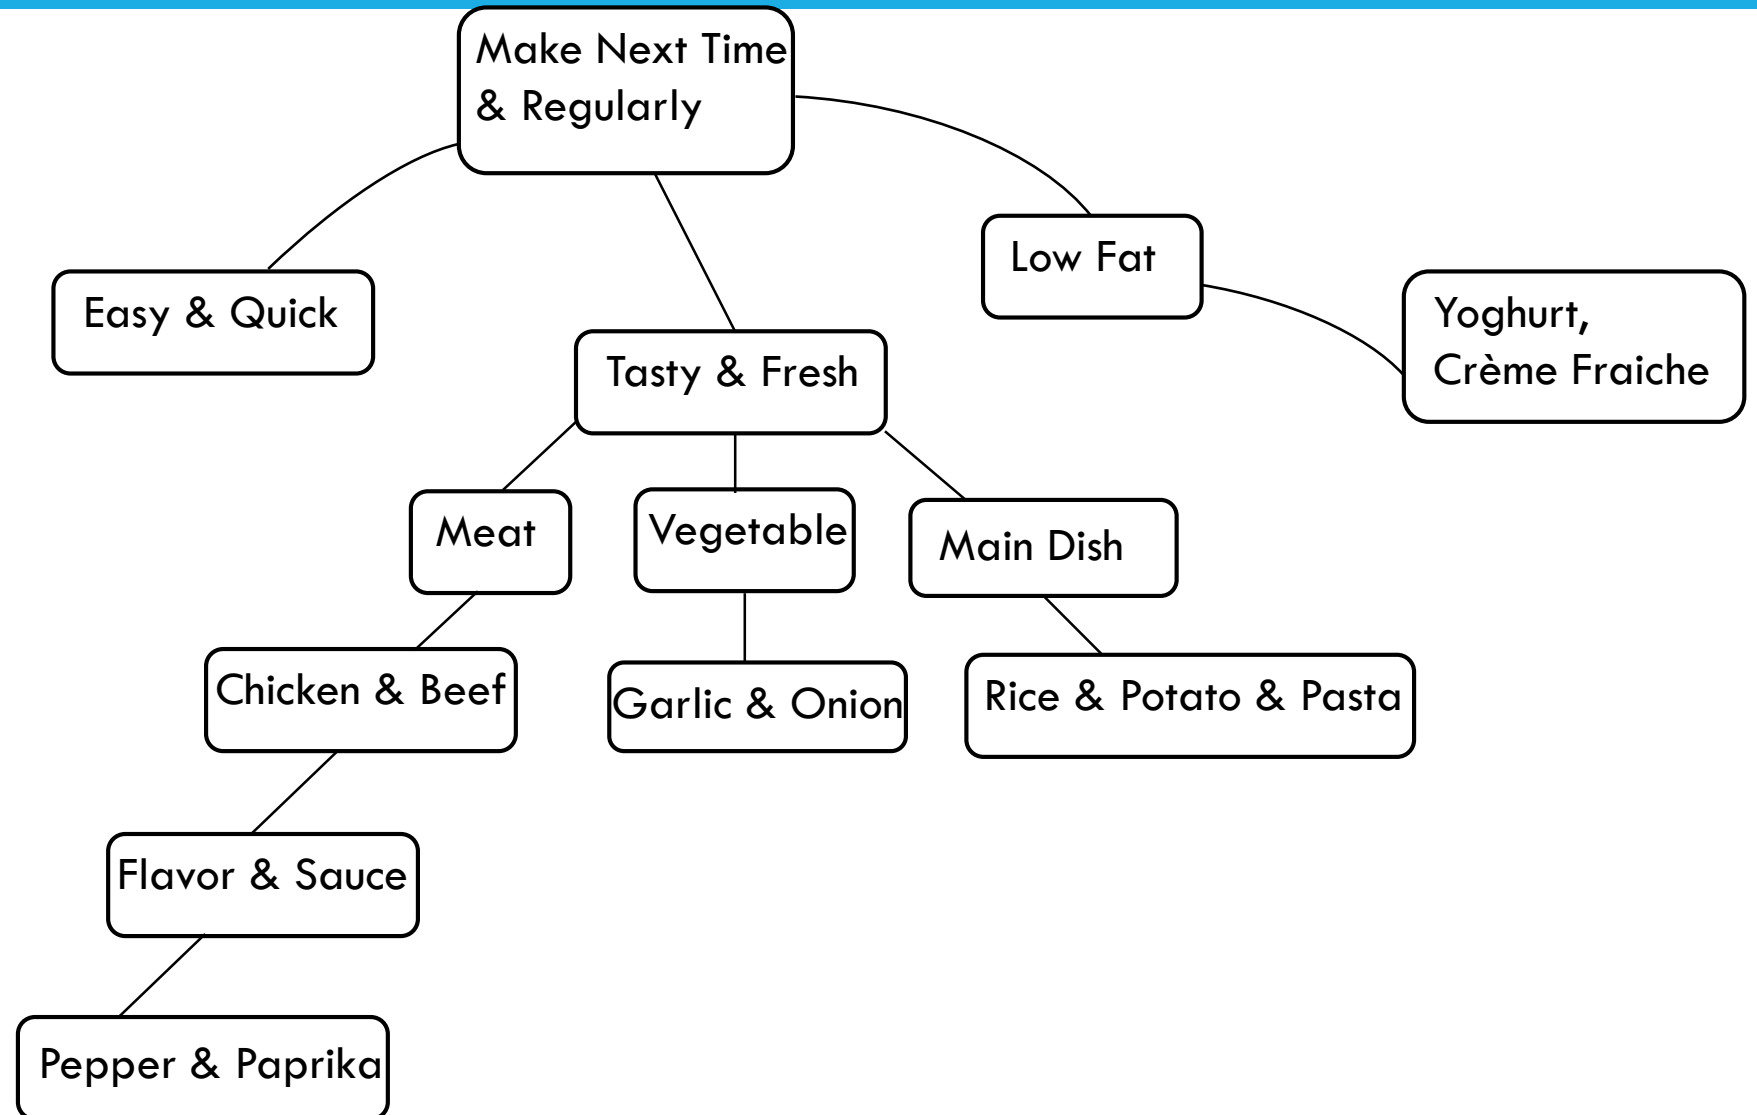 Make Next Time
& Regularly
Low Fat
Easy & Quick
Yoghurt,
Crème Fraiche
Tasty & Fresh
Meat
Vegetable
Main Dish
Chicken & Beef
Garlic & Onion
Rice & Potato & Pasta
Flavor & Sauce
Pepper & Paprika